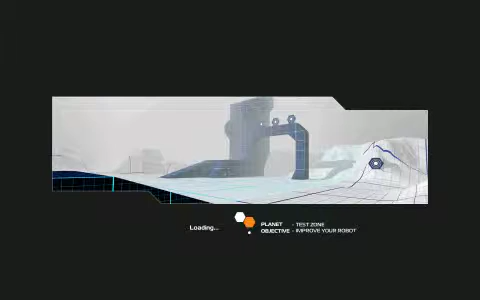 Loading...
PLANET - TEST ZONE
OBJECTIVE - IMPROVE YOUR ROBOT